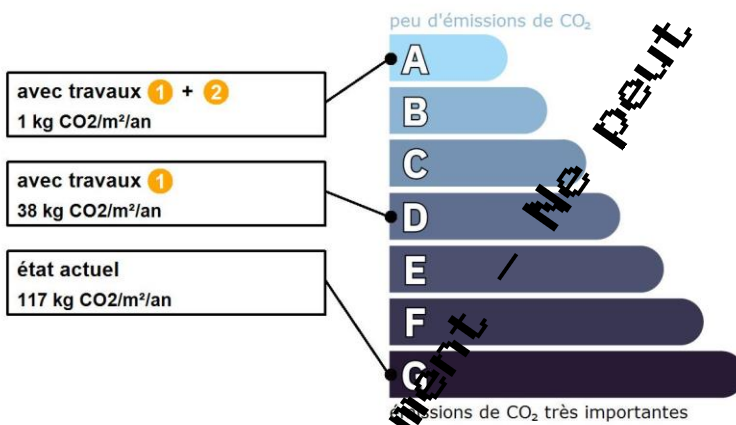 peu d'émissions de CO₂
A
avec travaux 1 + 2
1 kg CO2/m²/an
B
C
avec travaux 1
38 kg CO2/m²/an
D
E
état actuel
117 kg CO2/m²/an
F
G
émissions de CO₂ très importantes
– Ne peut